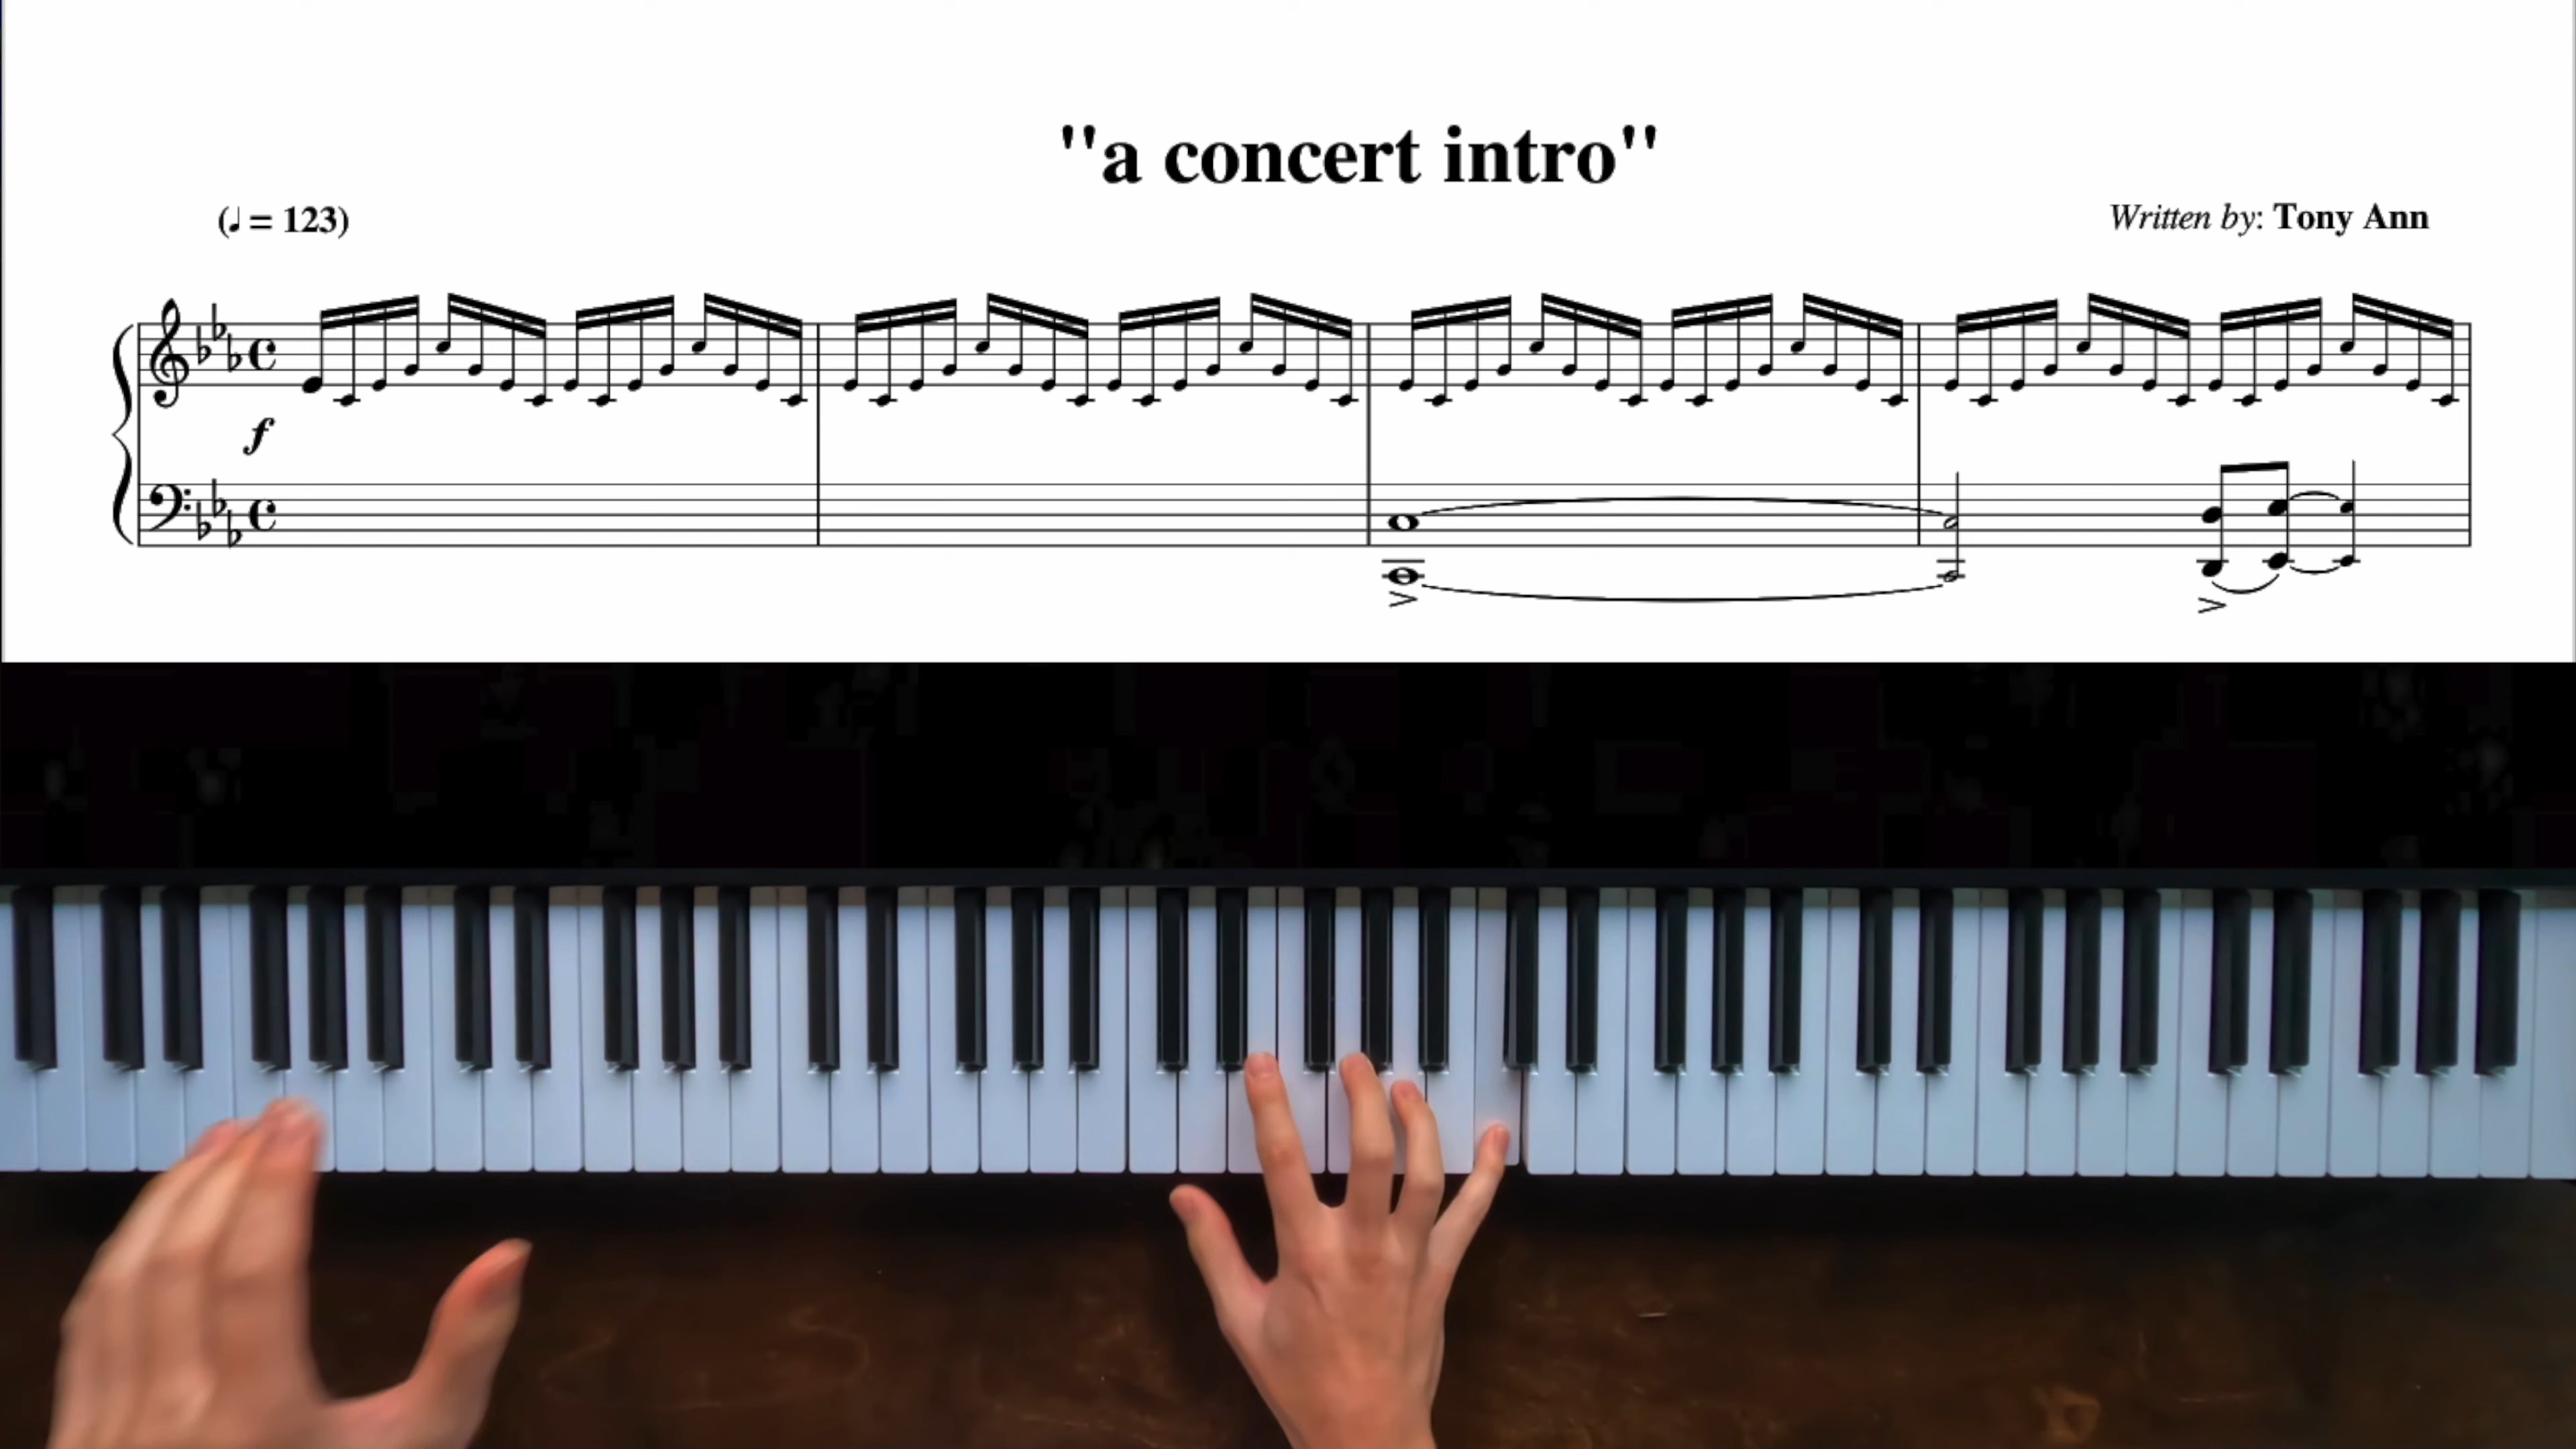 "a concert intro"
(♩ = 123)
Written by: Tony Ann
f